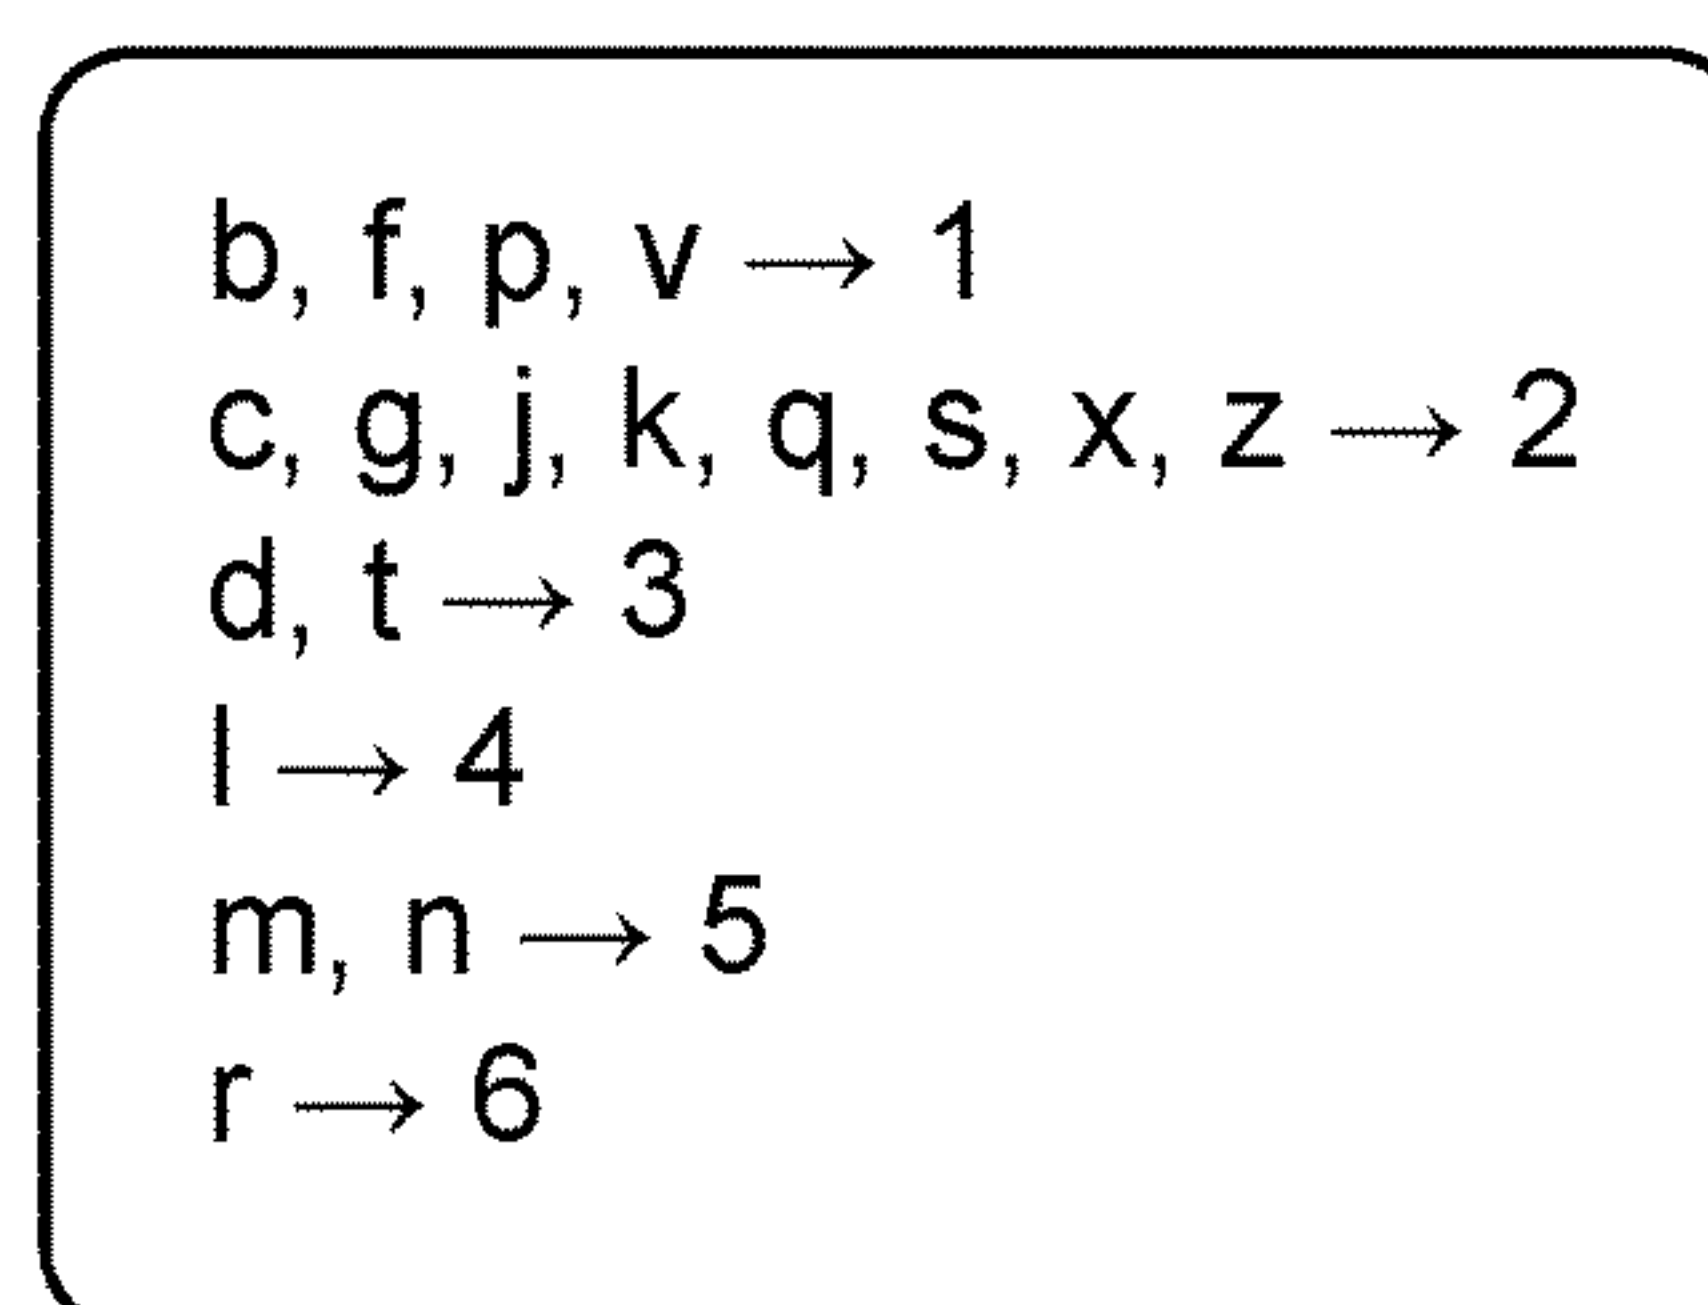 b, f, p, v → 1
c, g, j, k, q, s, x, z → 2
d, t → 3
l → 4
m, n → 5
r → 6